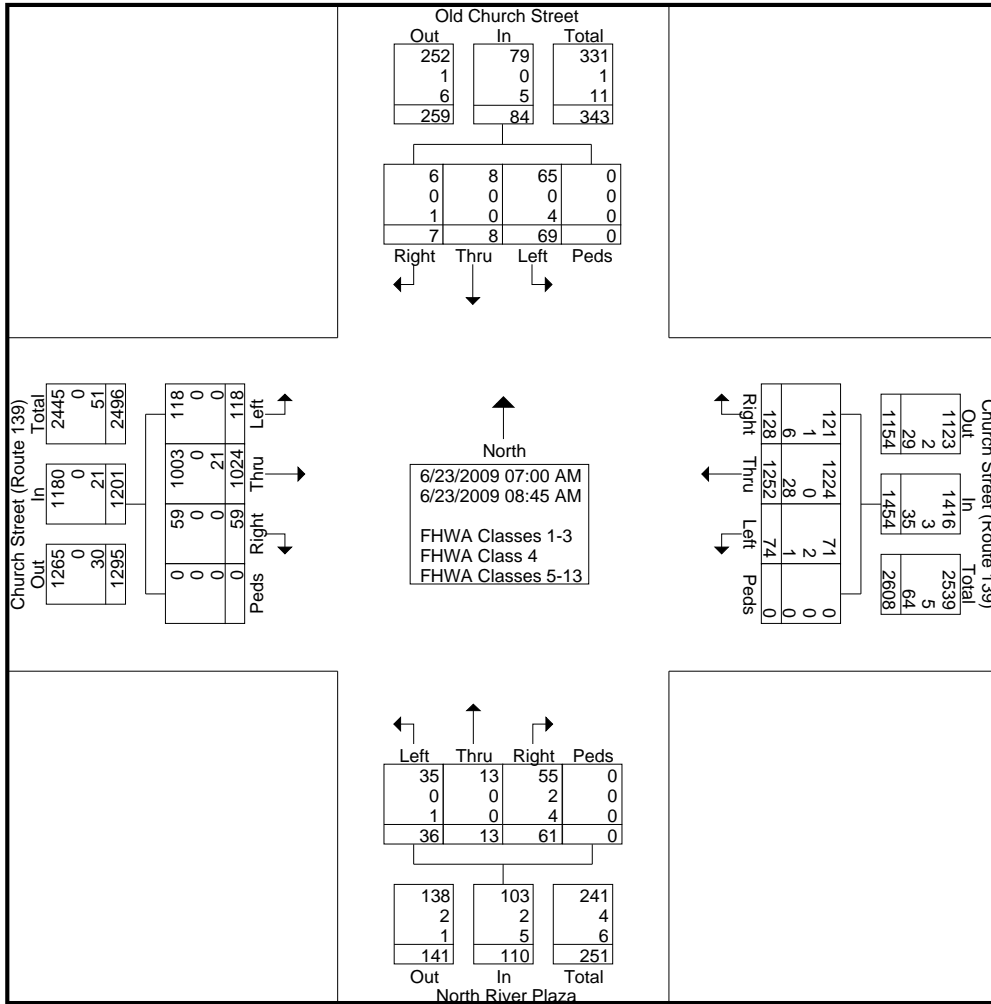 Old Church Street
Out In Total
252 79 331
1 0 1
6 5 11
259 84 343
6 8 65 0
0 0 0 0
1 0 4 0
7 8 69 0
Right Thru Left Peds
Church Street (Route 139)
Total In Out
2445 1180 1265
0 0 0
51 21 30
2496 1201 1295
118 1003 59 0
0 0 0 0
0 21 0 0
118 1024 59 0
Left Thru Right Peds
North
6/23/2009 07:00 AM
6/23/2009 08:45 AM
FHWA Classes 1-3
FHWA Class 4
FHWA Classes 5-13
Right Thru Left Peds
121 1224 71 0
1 0 2 0
6 28 1 0
128 1252 74 0
Church Street (Route 139)
Out In Total
1123 1416 2539
2 3 5
29 35 64
1154 1454 2608
Left Thru Right Peds
35 13 55 0
0 0 2 0
1 0 4 0
36 13 61 0
138 103 241
2 2 4
1 5 6
141 110 251
Out In Total
North River Plaza